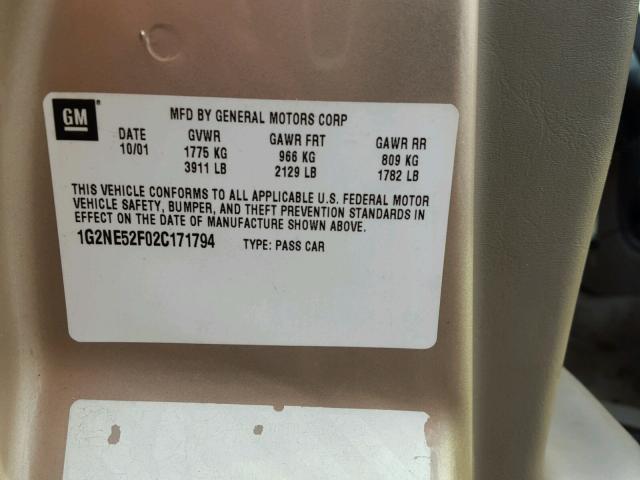 GM
MFD BY GENERAL MOTORS CORP
DATE GVWR GAWR FRT GAWR RR
10/01 1775 KG 966 KG 809 KG
3911 LB 2129 LB 1782 LB
THIS VEHICLE CONFORMS TO ALL APPLICABLE U.S. FEDERAL MOTOR
VEHICLE SAFETY, BUMPER, AND THEFT PREVENTION STANDARDS IN
EFFECT ON THE DATE OF MANUFACTURE SHOWN ABOVE.
1G2NE52F02C171794 TYPE: PASS CAR